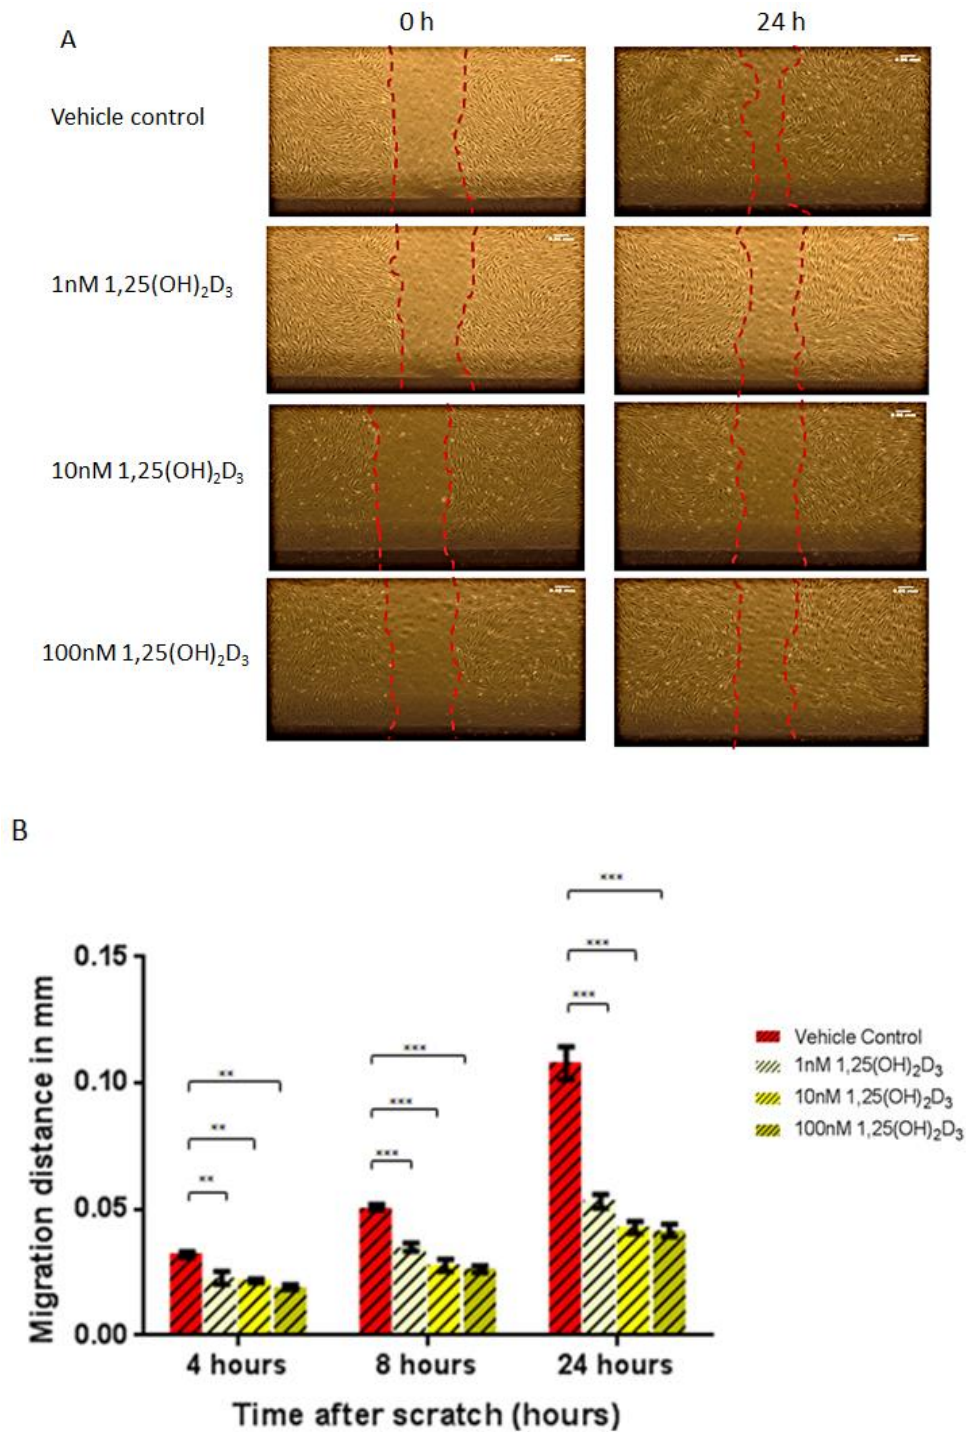 0 h 24 h
A
Vehicle control
1nM 1,25(OH)₂D₃
10nM 1,25(OH)₂D₃
100nM 1,25(OH)₂D₃
B
Migration distance in mm
0.15
0.10
0.05
0.00
** ** **
*** *** ***
*** *** ***
4 hours 8 hours 24 hours
Time after scratch (hours)
Vehicle Control
1nM 1,25(OH)₂D₃
10nM 1,25(OH)₂D₃
100nM 1,25(OH)₂D₃